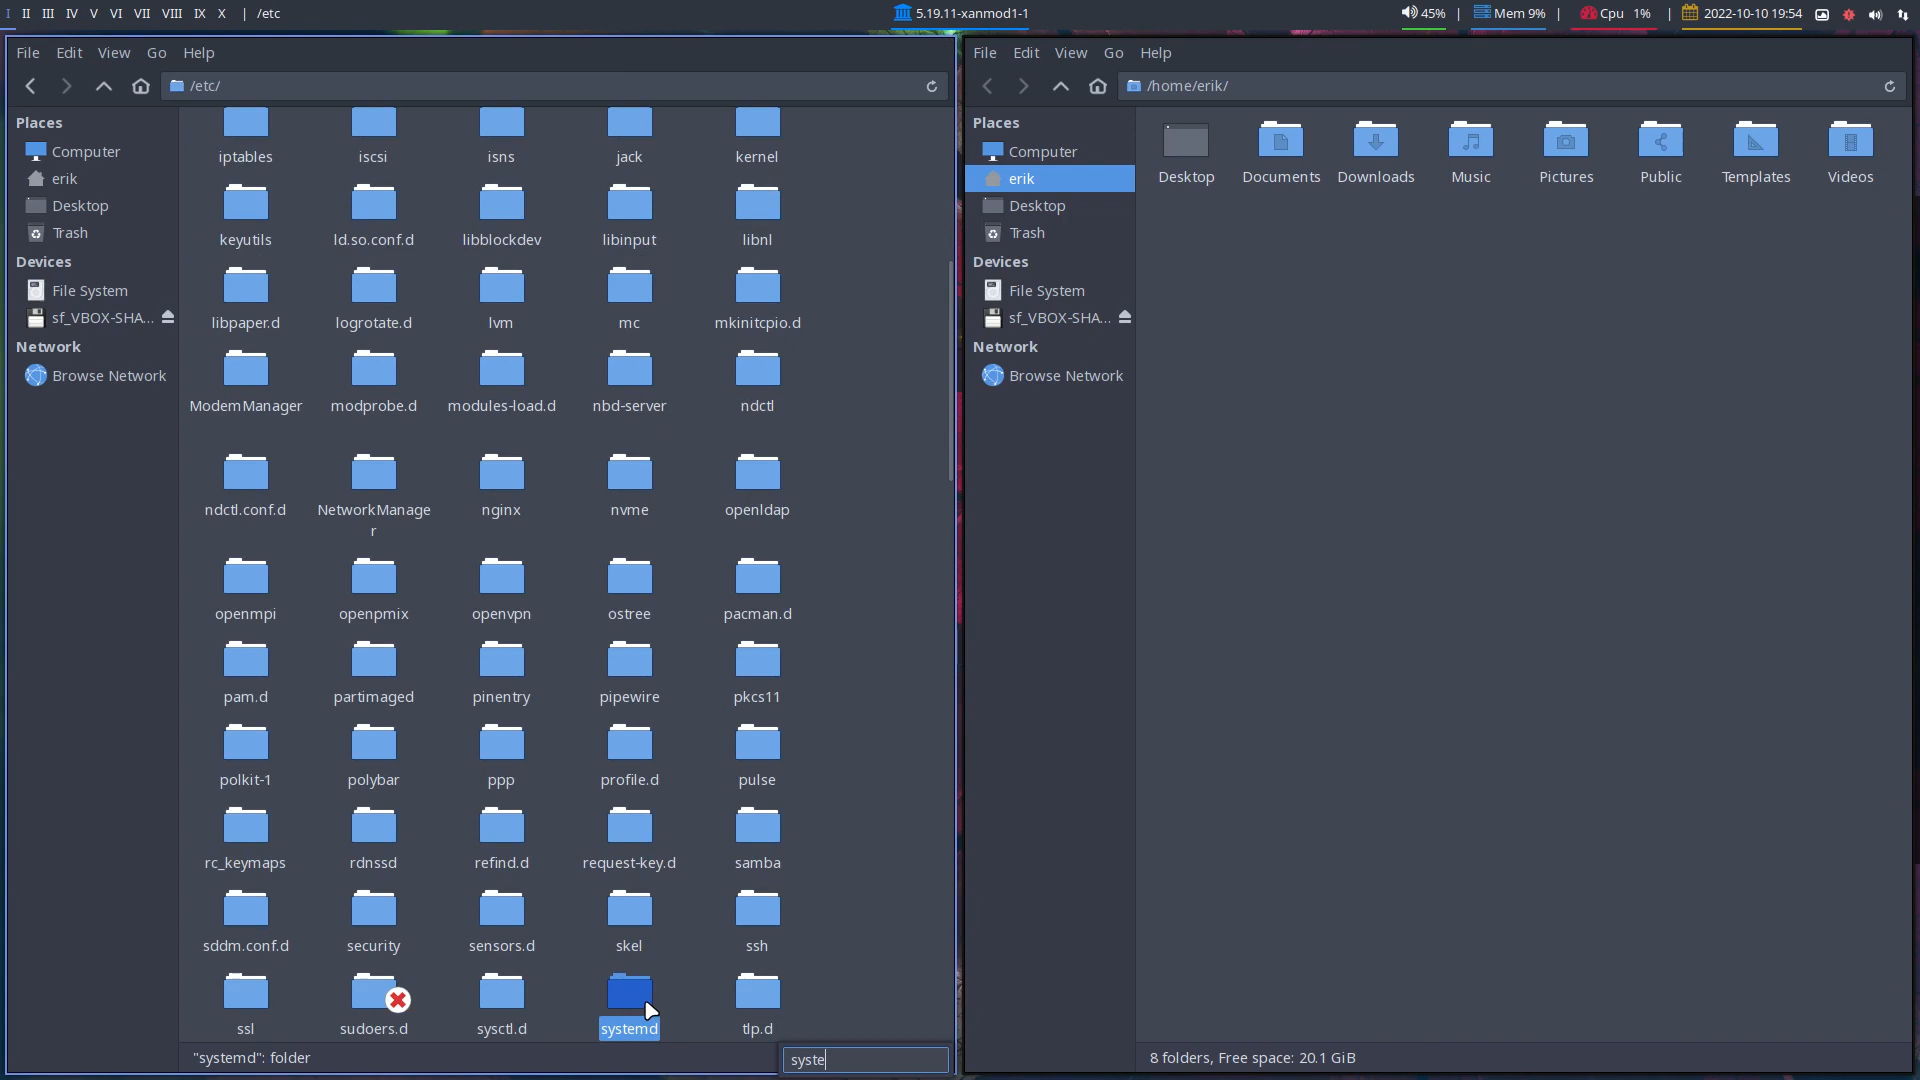 I II III IV V VI VII VIII IX X | /etc
5.19.11-xanmod1-1
45% | Mem 9% | Cpu 1% | 2022-10-10 19:54
File Edit View Go Help
/etc/
Places
Computer
erik
Desktop
Trash
Devices
File System
sf_VBOX-SHA...
Network
Browse Network
iptables iscsi isns jack kernel
keyutils ld.so.conf.d libblockdev libinput libnl
libpaper.d logrotate.d lvm mc mkinitcpio.d
ModemManager modprobe.d modules-load.d nbd-server ndctl
ndctl.conf.d NetworkManage nginx nvme openldap
r
openmpi openpmix openvpn ostree pacman.d
pam.d partimaged pinentry pipewire pkcs11
polkit-1 polybar ppp profile.d pulse
rc_keymaps rdnssd refind.d request-key.d samba
sddm.conf.d security sensors.d skel ssh
ssl sudoers.d sysctl.d systemd tlp.d
"systemd": folder
syste
File Edit View Go Help
/home/erik/
Places
Computer
erik
Desktop
Trash
Devices
File System
sf_VBOX-SHA...
Network
Browse Network
Desktop Documents Downloads Music Pictures Public Templates Videos
8 folders, Free space: 20.1 GiB